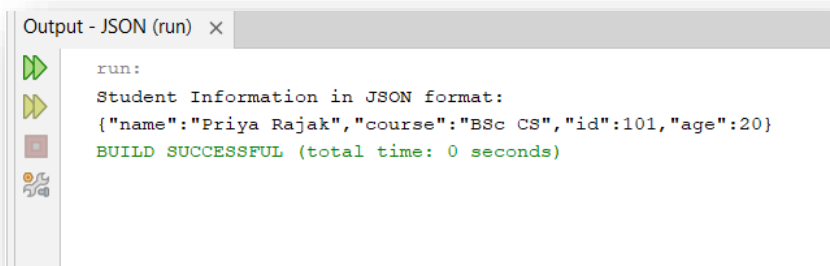 Output - JSON (run) ×
run:
Student Information in JSON format:
{"name":"Priya Rajak","course":"BSc CS","id":101,"age":20}
BUILD SUCCESSFUL (total time: 0 seconds)